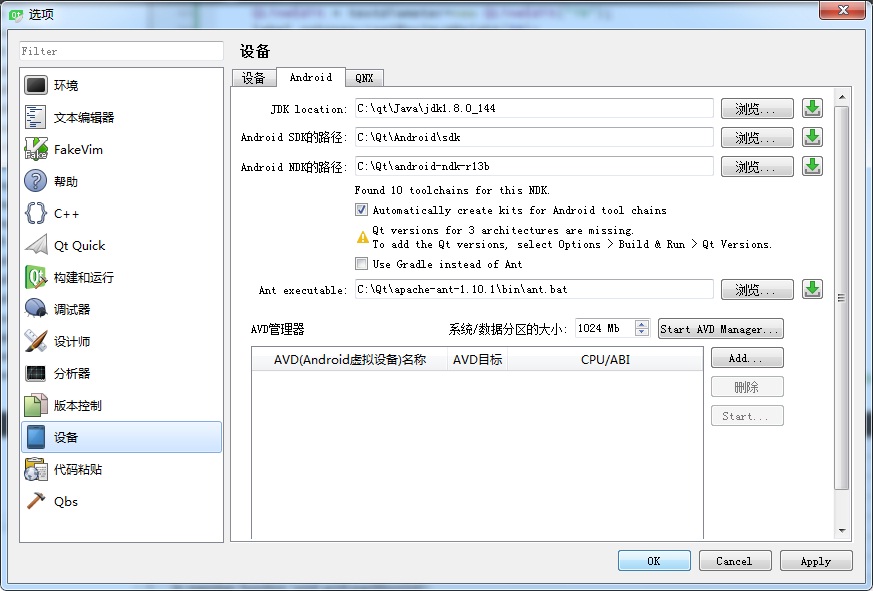 选项
Filter
环境
文本编辑器
FakeVim
帮助
C++
Qt Quick
构建和运行
调试器
设计师
分析器
版本控制
设备
代码粘贴
Qbs
设备
设备 Android QNX
JDK location: C:\qt\Java\jdk1.8.0_144 浏览...
Android SDK的路径: C:\Qt\Android\sdk 浏览...
Android NDK的路径: C:\Qt\android-ndk-r13b 浏览...
Found 10 toolchains for this NDK.
Automatically create kits for Android tool chains
Qt versions for 3 architectures are missing.
To add the Qt versions, select Options > Build & Run > Qt Versions.
Use Gradle instead of Ant
Ant executable: C:\Qt\apache-ant-1.10.1\bin\ant.bat 浏览...
AVD管理器 系统/数据分区的大小: 1024 Mb Start AVD Manager...
AVD(Android虚拟设备)名称 AVD目标 CPU/ABI
Add...
删除
Start...
OK Cancel Apply